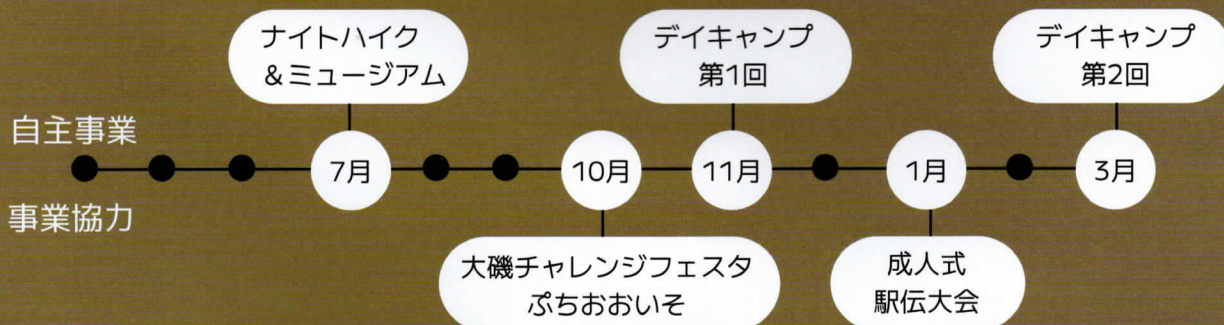 ナイトハイク
&ミュージアム
デイキャンプ
第1回
デイキャンプ
第2回
自主事業
7月
10月
11月
1月
3月
事業協力
大磯チャレンジフェスタ
ぷちおおいそ
成人式
駅伝大会